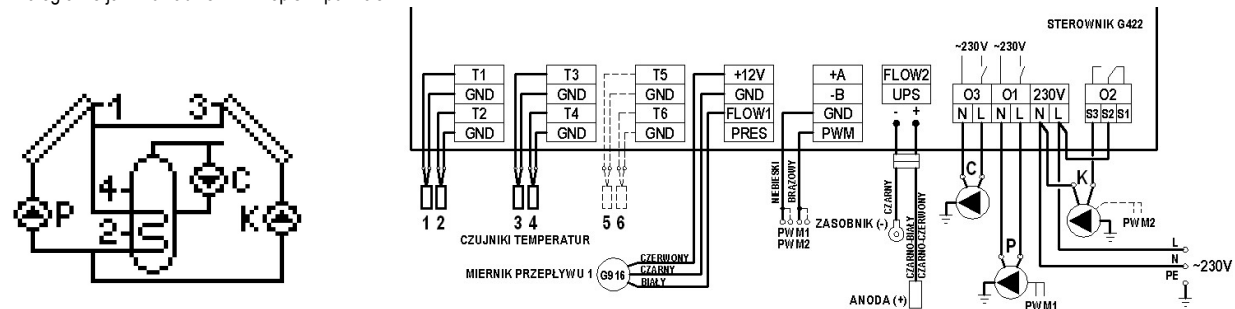 STEROWNIK G422
~230V ~230V
T1 T3 T5 +12V +A FLOW2
GND GND GND GND -B UPS O3 O1 230V O2
T2 T4 T6 FLOW1 GND - + N L N L N L S3 S2 S1
GND GND GND PRES PWM
1 3
4 C
P 2 K
NIEBIESKI
BRĄZOWY
PWM1
PWM2
1 2 3 4 5 6
CZUJNIKI TEMPERATUR
CZARNY
ZASOBNIK (-)
CZARNO-BIAŁY
CZARNO-CZERWONY
ANODA (+)
MIERNIK PRZEPŁYWU 1 G916
CZERWONY
CZARNY
BIAŁY
C
K
PWM2
P
PWM1
L
N
PE
~230V